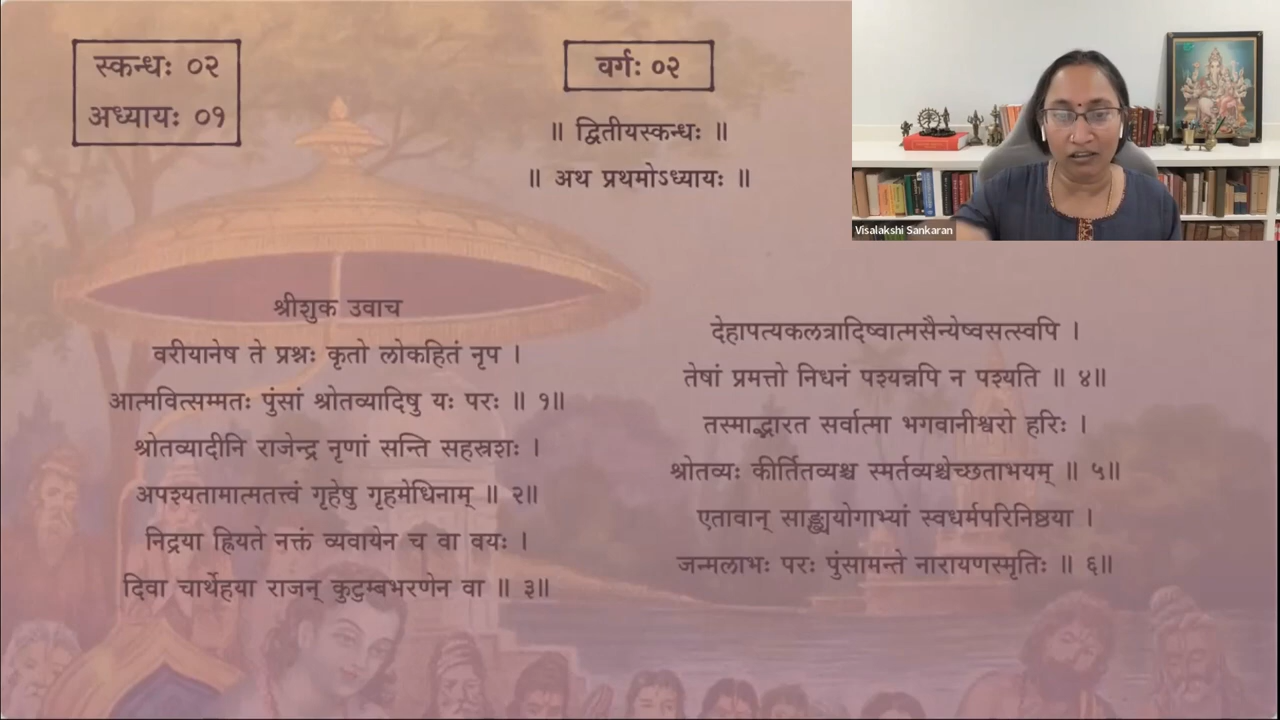 स्कन्धः ०२
अध्यायः ०१
वर्गः ०२
॥ द्वितीयस्कन्धः ॥
॥ अथ प्रथमोऽध्यायः ॥
Visalakshi Sankaran
श्रीशुक उवाच
वरीयानेष ते प्रश्नः कृतो लोकहितं नृप ।
आत्मवित्सम्मतः पुंसां श्रोतव्यादिषु यः परः ॥ १॥
श्रोतव्यादीनि राजेन्द्र नृणां सन्ति सहस्रशः ।
अपश्यतामात्मतत्त्वं गृहेषु गृहमेधिनाम् ॥ २॥
निद्रया ह्रियते नक्तं व्यवायेन च वा वयः ।
दिवा चार्थेहया राजन् कुटुम्बभरणेन वा ॥ ३॥
देहापत्यकलत्रादिष्वात्मसैन्येष्वसत्स्वपि ।
तेषां प्रमत्तो निधनं पश्यन्नपि न पश्यति ॥ ४॥
तस्माद्भारत सर्वात्मा भगवानीश्वरो हरिः ।
श्रोतव्यः कीर्तितव्यश्च स्मर्तव्यश्चेच्छताभयम् ॥ ५॥
एतावान् साङ्ख्ययोगाभ्यां स्वधर्मपरिनिष्ठया ।
जन्मलाभः परः पुंसामन्ते नारायणस्मृतिः ॥ ६॥